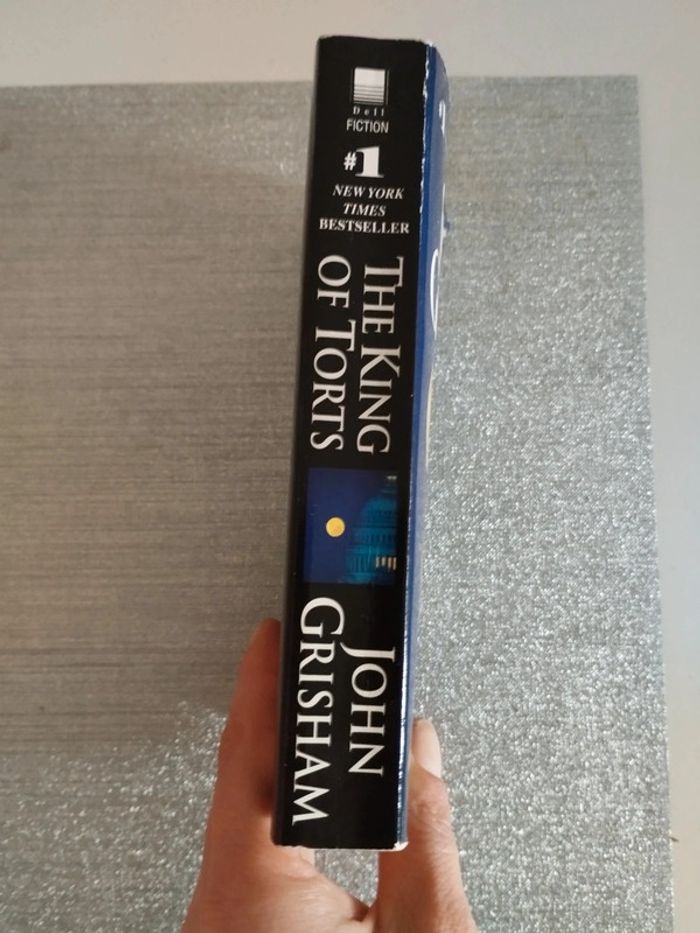 Dell
FICTION
#1
NEW YORK
TIMES
BESTSELLER
THE KING
OF TORTS
JOHN
GRISHAM